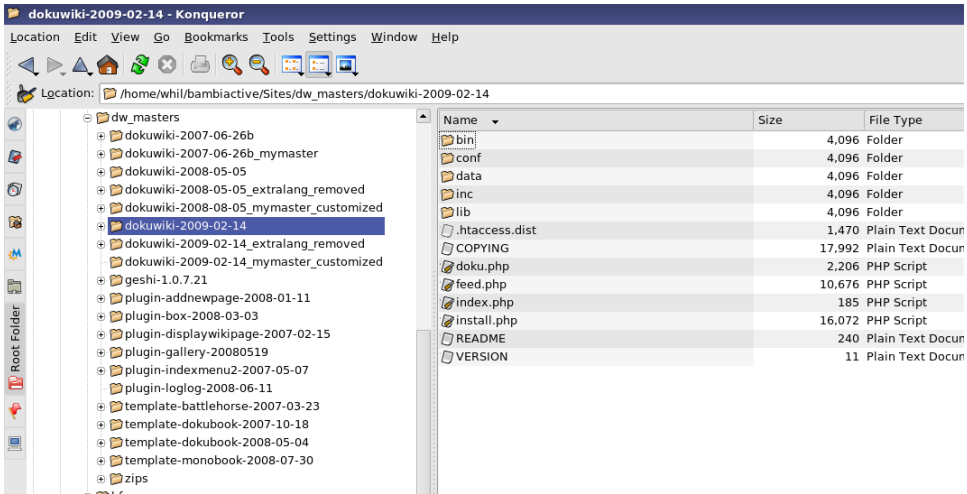 dokuwiki-2009-02-14 - Konqueror
Location Edit View Go Bookmarks Tools Settings Window Help
Location: /home/whil/bambiactive/Sites/dw_masters/dokuwiki-2009-02-14
Root Folder
dw_masters
dokuwiki-2007-06-26b
dokuwiki-2007-06-26b_mymaster
dokuwiki-2008-05-05
dokuwiki-2008-05-05_extralang_removed
dokuwiki-2008-08-05_mymaster_customized
dokuwiki-2009-02-14
dokuwiki-2009-02-14_extralang_removed
dokuwiki-2009-02-14_mymaster_customized
geshi-1.0.7.21
plugin-addnewpage-2008-01-11
plugin-box-2008-03-03
plugin-displaywikipage-2007-02-15
plugin-gallery-20080519
plugin-indexmenu2-2007-05-07
plugin-loglog-2008-06-11
template-battlehorse-2007-03-23
template-dokubook-2007-10-18
template-dokubook-2008-05-04
template-monobook-2008-07-30
zips
Name Size File Type
bin 4,096 Folder
conf 4,096 Folder
data 4,096 Folder
inc 4,096 Folder
lib 4,096 Folder
.htaccess.dist 1,470 Plain Text Docun
COPYING 17,992 Plain Text Docun
doku.php 2,206 PHP Script
feed.php 10,676 PHP Script
index.php 185 PHP Script
install.php 16,072 PHP Script
README 240 Plain Text Docun
VERSION 11 Plain Text Docun